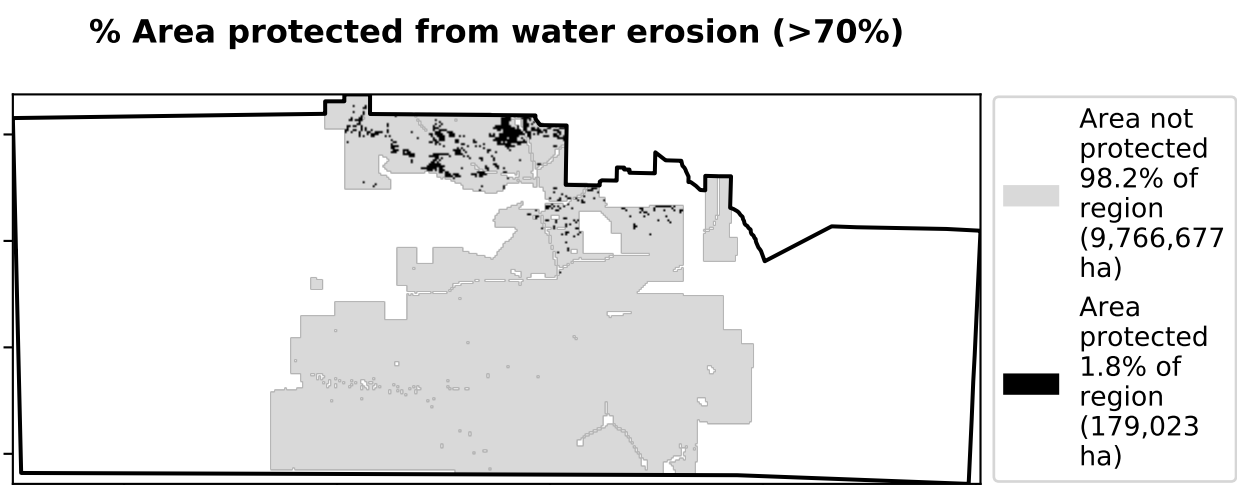 % Area protected from water erosion (>70%)
Area not
protected
98.2% of
region
(9,766,677
ha)
Area
protected
1.8% of
region
(179,023
ha)